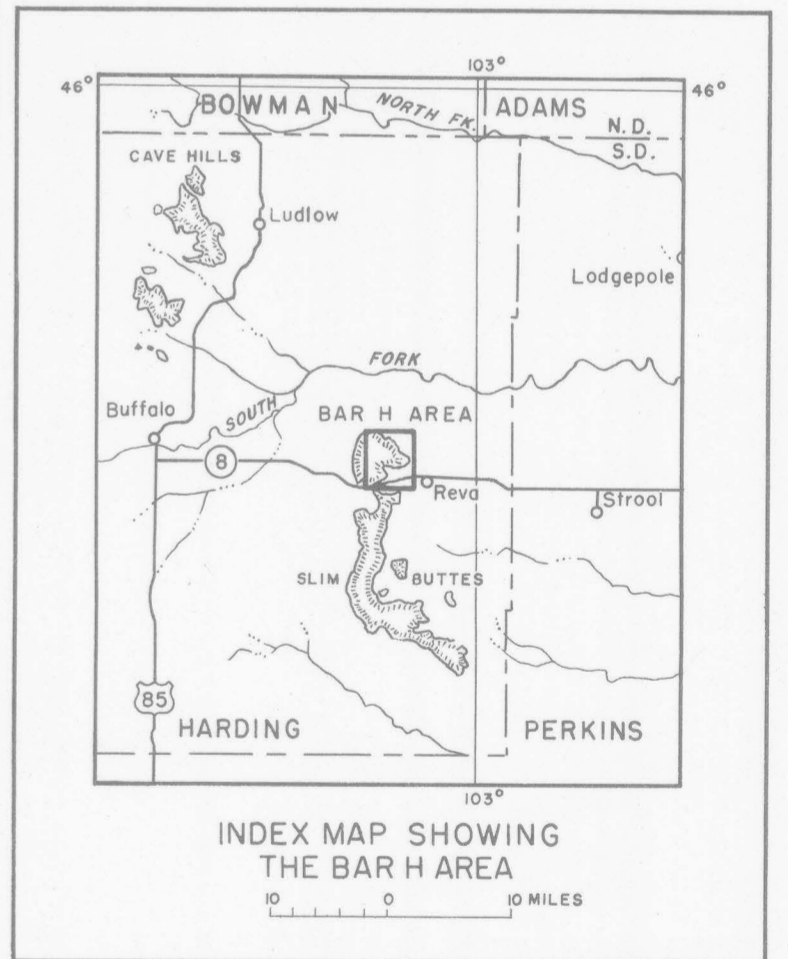 103°
46° 46°
BOWMAN NORTH FK. ADAMS
N.D.
S.D.
CAVE HILLS
Ludlow
Lodgepole
FORK
Buffalo
SOUTH
BAR H AREA
8
Reva
Strool
SLIM BUTTES
85
HARDING PERKINS
103°
INDEX MAP SHOWING
THE BAR H AREA
10 0 10 MILES